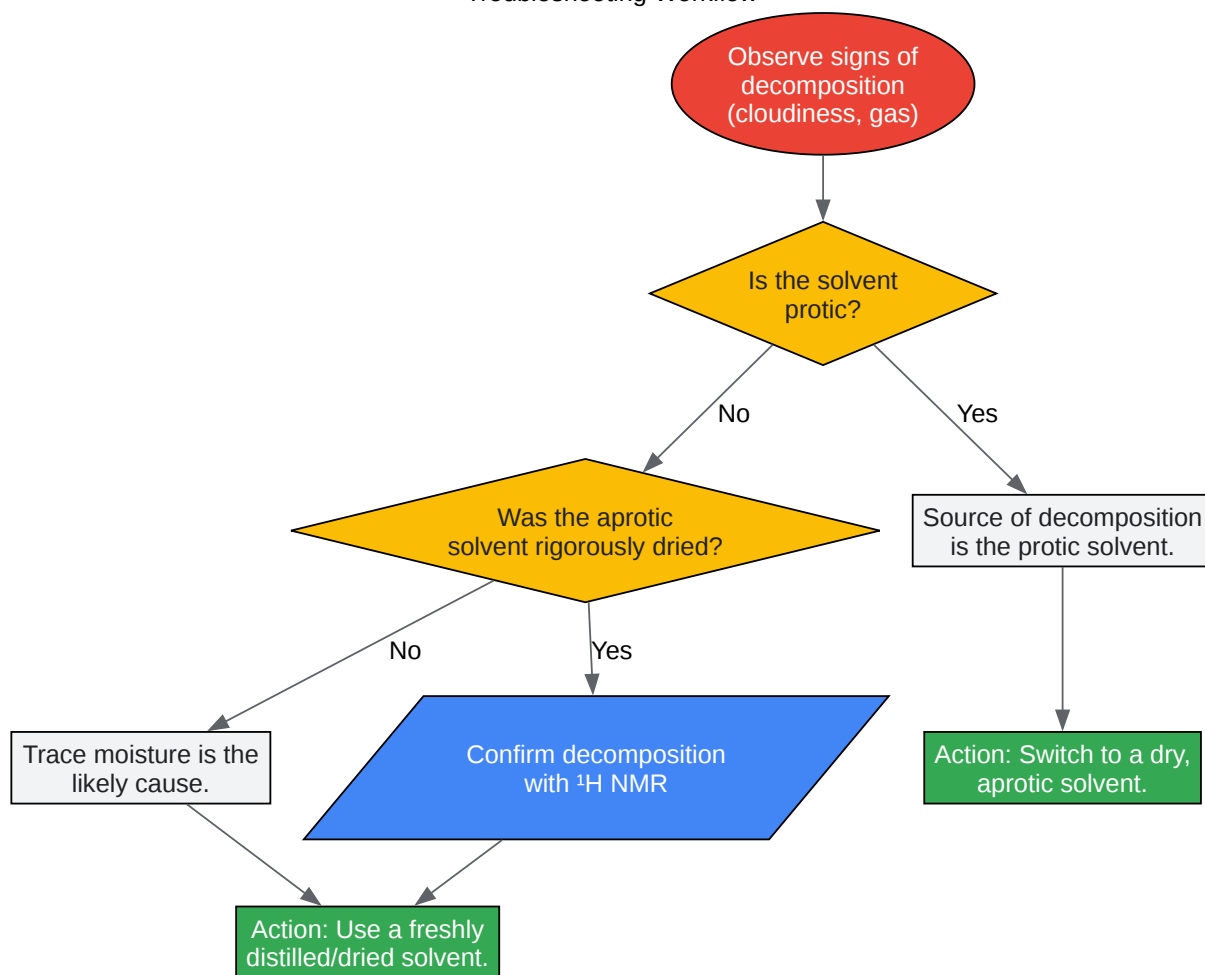 Troubleshooting Workflow
Observe signs of
decomposition
(cloudiness, gas)
Is the solvent
protic?
No
Yes
Was the aprotic
solvent rigorously dried?
Source of decomposition
is the protic solvent.
No
Yes
Trace moisture is the
likely cause.
Confirm decomposition
with ¹H NMR
Action: Switch to a dry,
aprotic solvent.
Action: Use a freshly
distilled/dried solvent.